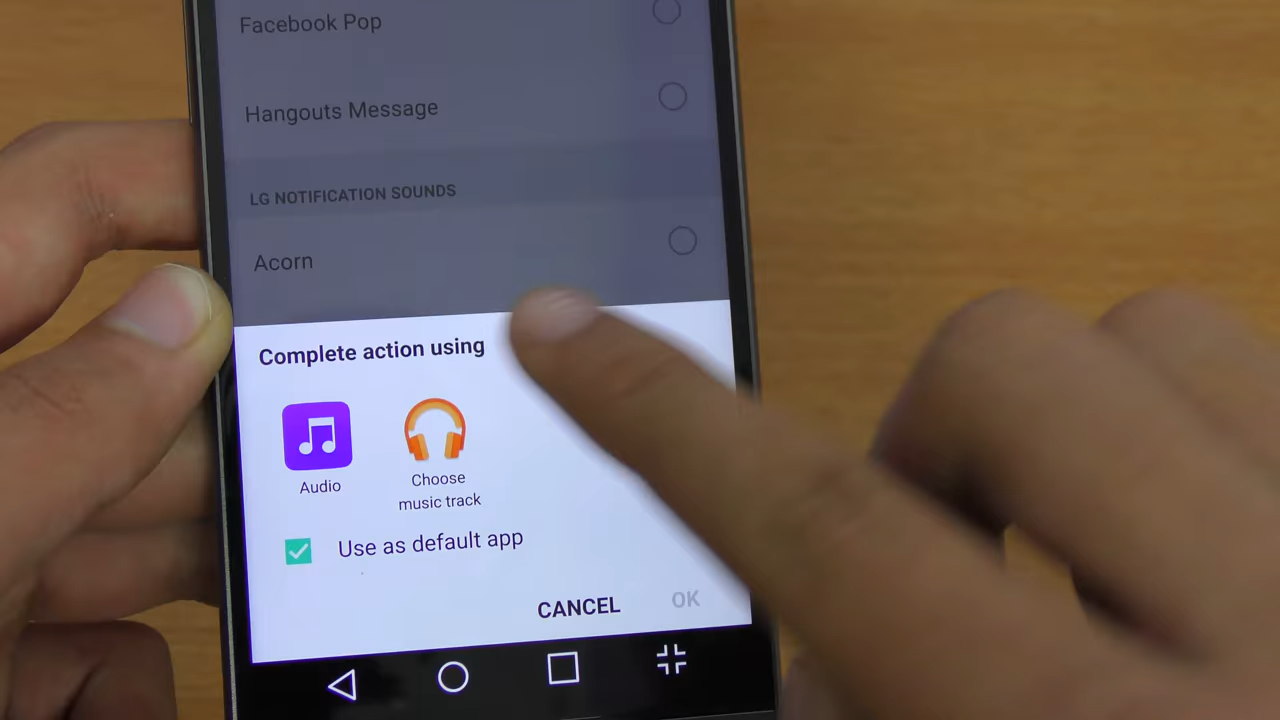 Facebook Pop
Hangouts Message
LG NOTIFICATION SOUNDS
Acorn
Complete action using
Audio
Choose
music track
Use as default app
CANCEL
OK